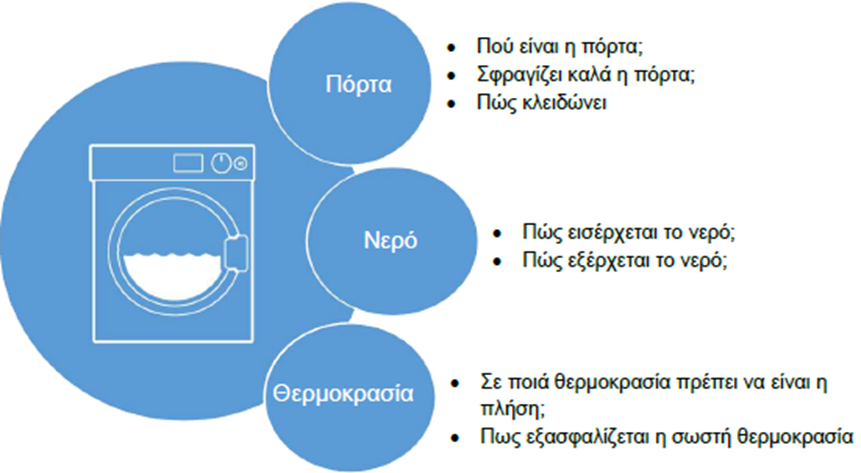 Πόρτα
• Πού είναι η πόρτα;
• Σφραγίζει καλά η πόρτα;
• Πώς κλειδώνει
Νερό
• Πώς εισέρχεται το νερό;
• Πώς εξέρχεται το νερό;
Θερμοκρασία
• Σε ποιά θερμοκρασία πρέπει να είναι η
πλήση;
• Πως εξασφαλίζεται η σωστή θερμοκρασία